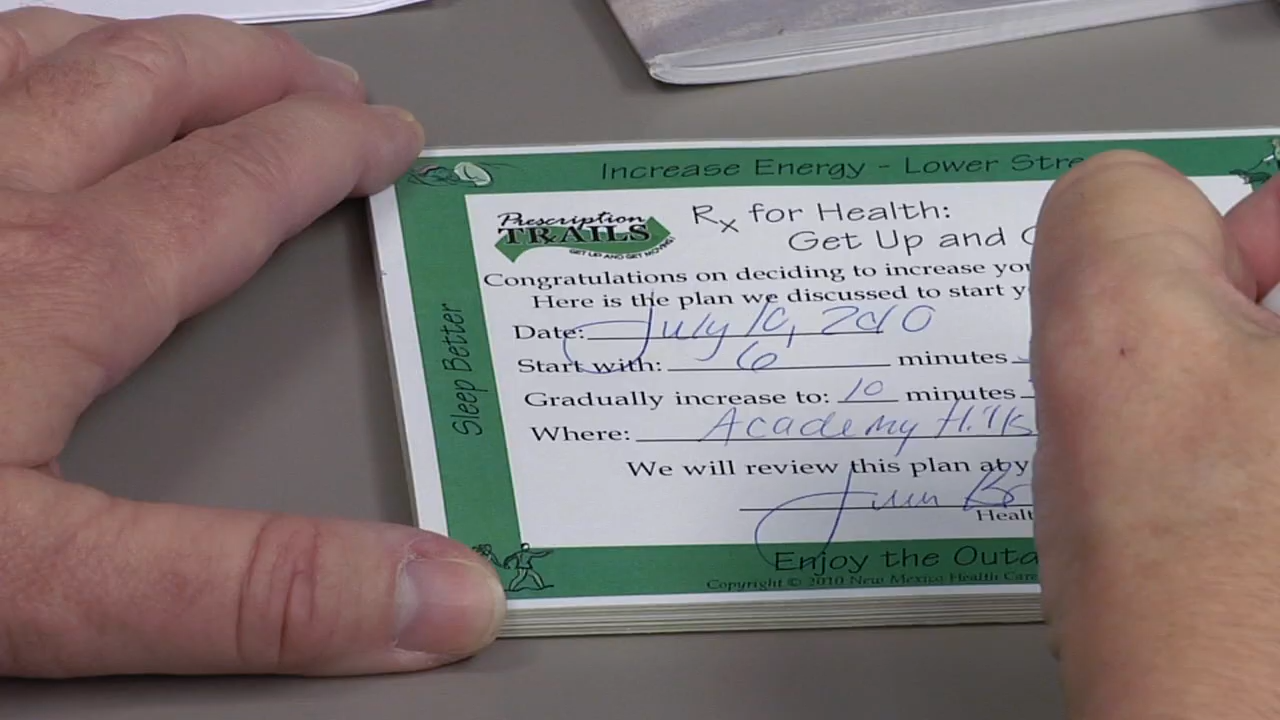 Increase Energy - Lower Stre
Prescription
TRAILS
GET UP AND GET MOVING!
Rx for Health:
Get Up and
Congratulations on deciding to increase you
Here is the plan we discussed to start y
Date: July 10, 2010
Start with: 6 minutes
Gradually increase to: 10 minutes
Where: Academy Hills
We will review this plan at y
Healt
Sleep Better
Enjoy the Outd
Copyright © 2010 New Mexico Health Care